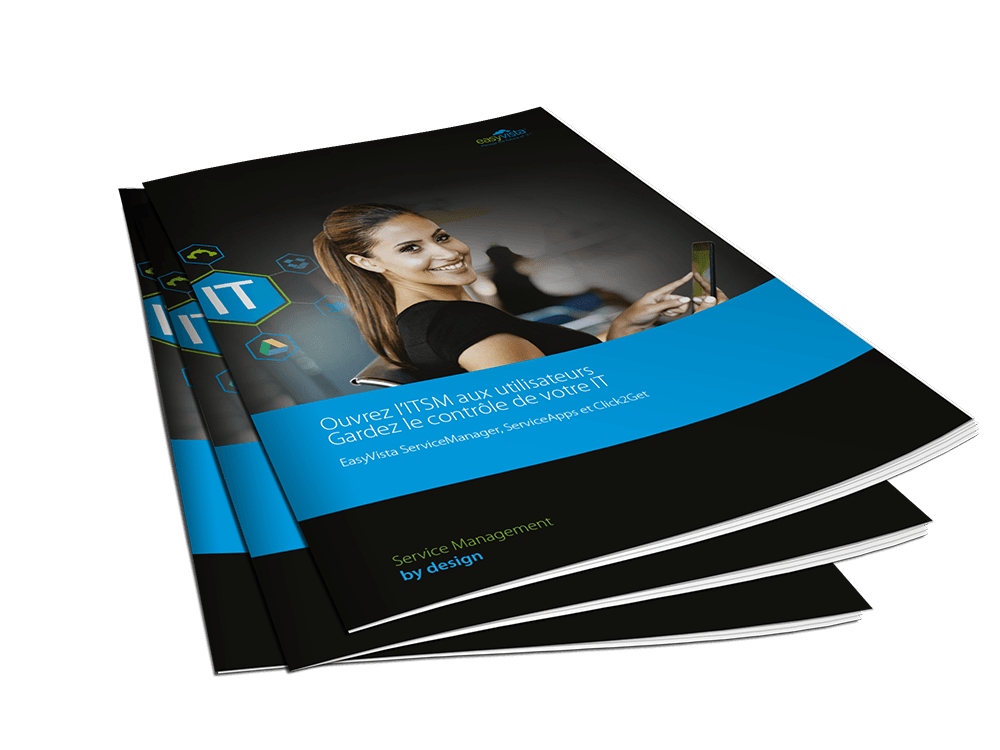 easyvista
IT
IT
Ouvrez l'ITSM aux utilisateurs
Gardez le contrôle de votre IT
EasyVista ServiceManager, ServiceApps et Click2Get
Service Management
by design